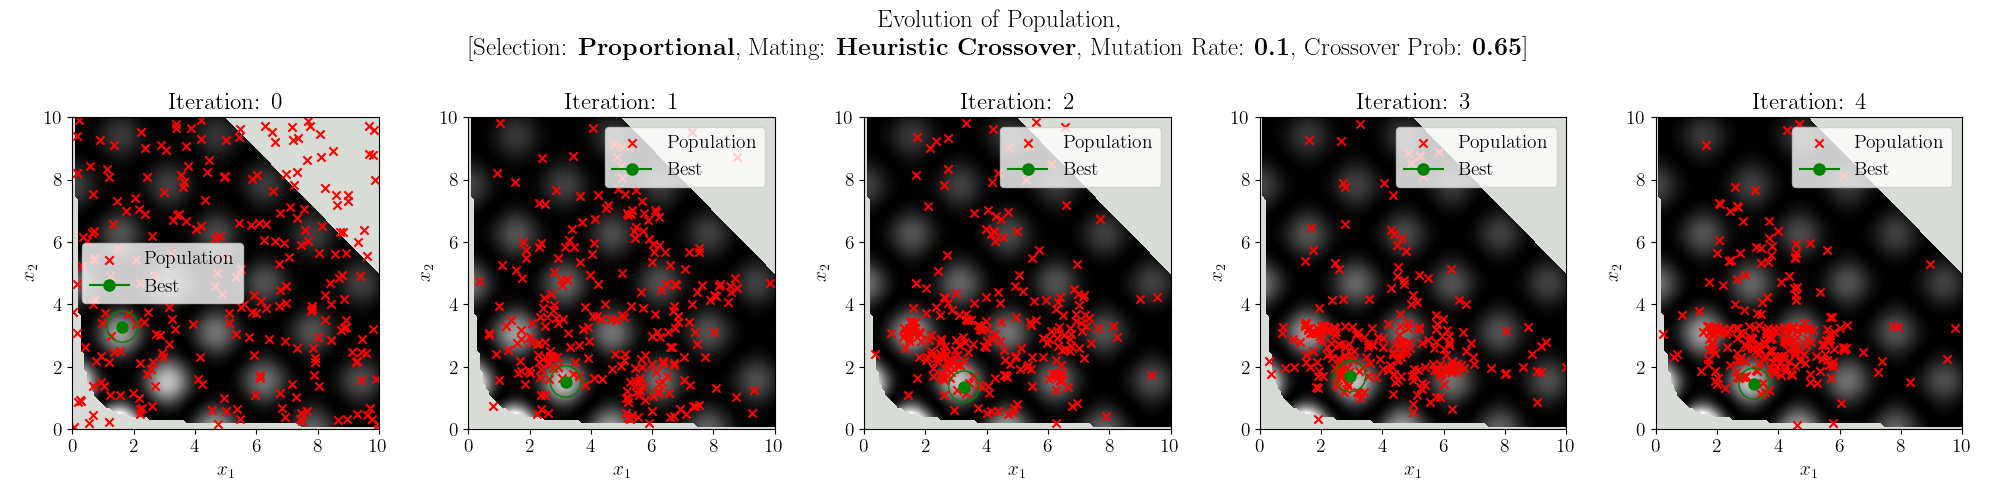 Evolution of Population,
[Selection: Proportional, Mating: Heuristic Crossover, Mutation Rate: 0.1, Crossover Prob: 0.65]
Iteration: 0
10
8
6
4
2
0
x2
Population
Best
0 2 4 6 8 10
x1
Iteration: 1
10
8
6
4
2
0
x2
Population
Best
0 2 4 6 8 10
x1
Iteration: 2
10
8
6
4
2
0
x2
Population
Best
0 2 4 6 8 10
x1
Iteration: 3
10
8
6
4
2
0
x2
Population
Best
0 2 4 6 8 10
x1
Iteration: 4
10
8
6
4
2
0
x2
Population
Best
0 2 4 6 8 10
x1